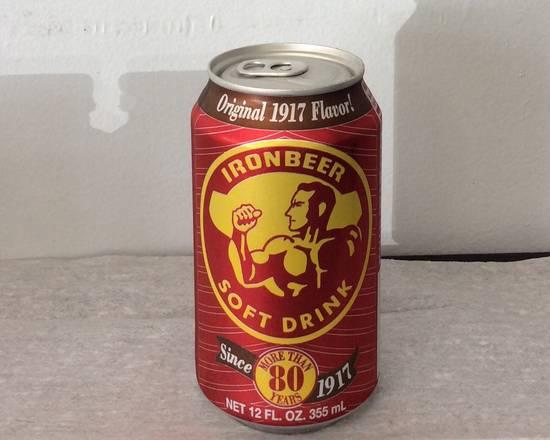 Original 1917 Flavor!
IRONBEER
SOFT DRINK
Since
MORE THAN
80
YEARS
1917
NET 12 FL. OZ. 355 mL